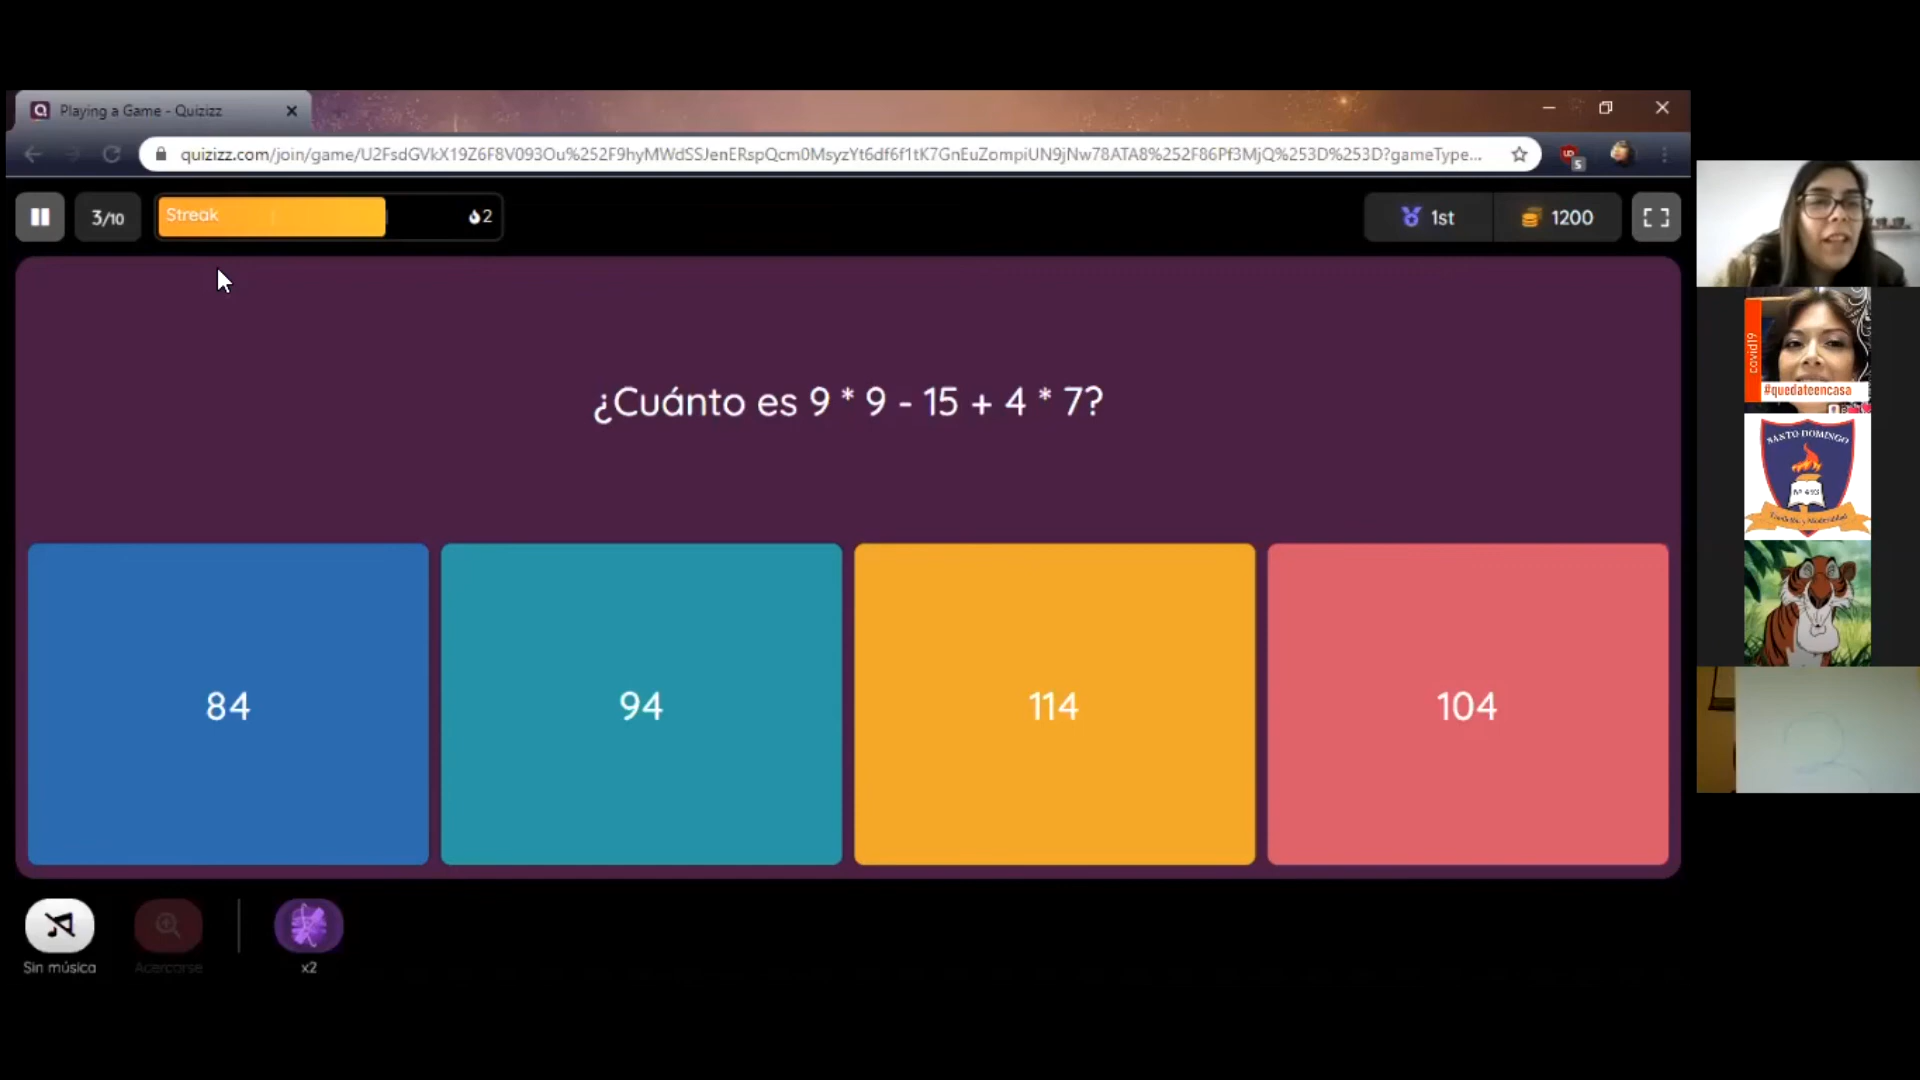 Playing a Game - Quizizz
quizizz.com/join/game/U2FsdGVkX19Z6F8V093Ou%252F9hyMWdSSJenERspQcm0MsyzYt6df6f1tK7GnEuZompiUN9jNw78ATA8%252F86Pf3MjQ%253D%253D?gameType...
5
3/10
Streak
2
1st
1200
¿Cuánto es 9 * 9 - 15 + 4 * 7?
84
94
114
104
Sin música
Acercarse
x2
covid19
#quedateencasa
SANTO DOMINGO